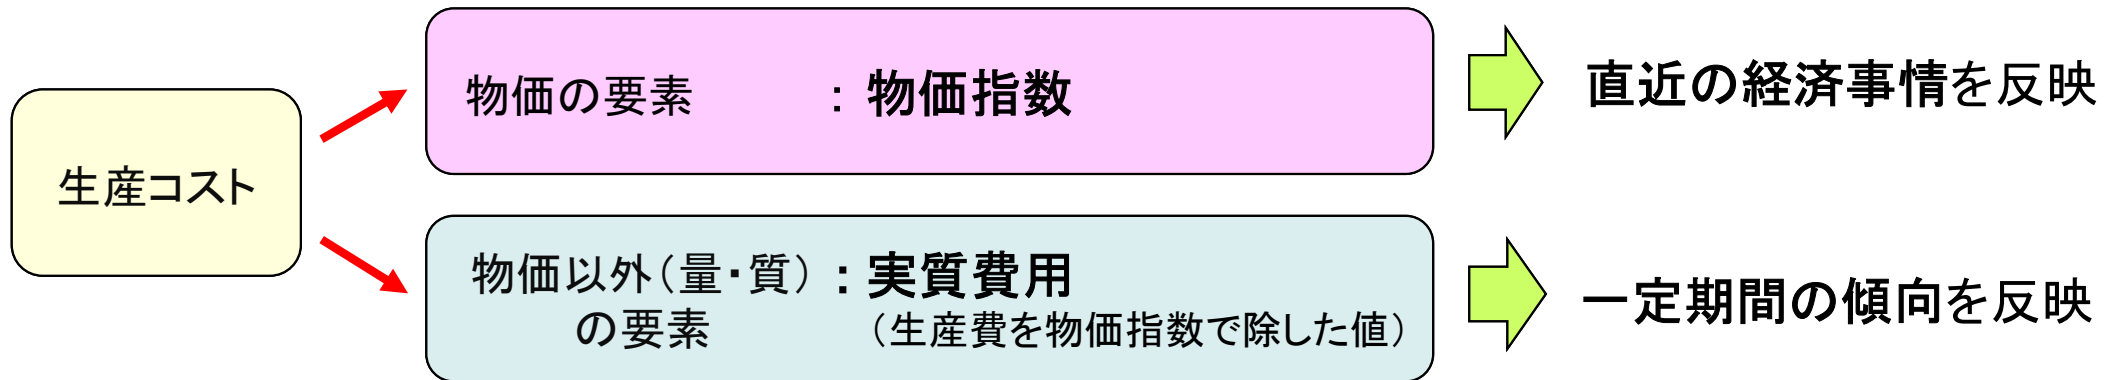 生産コスト
物価の要素 : 物価指数
直近の経済事情を反映
物価以外（量・質）：実質費用
の要素 （生産費を物価指数で除した値）
一定期間の傾向を反映